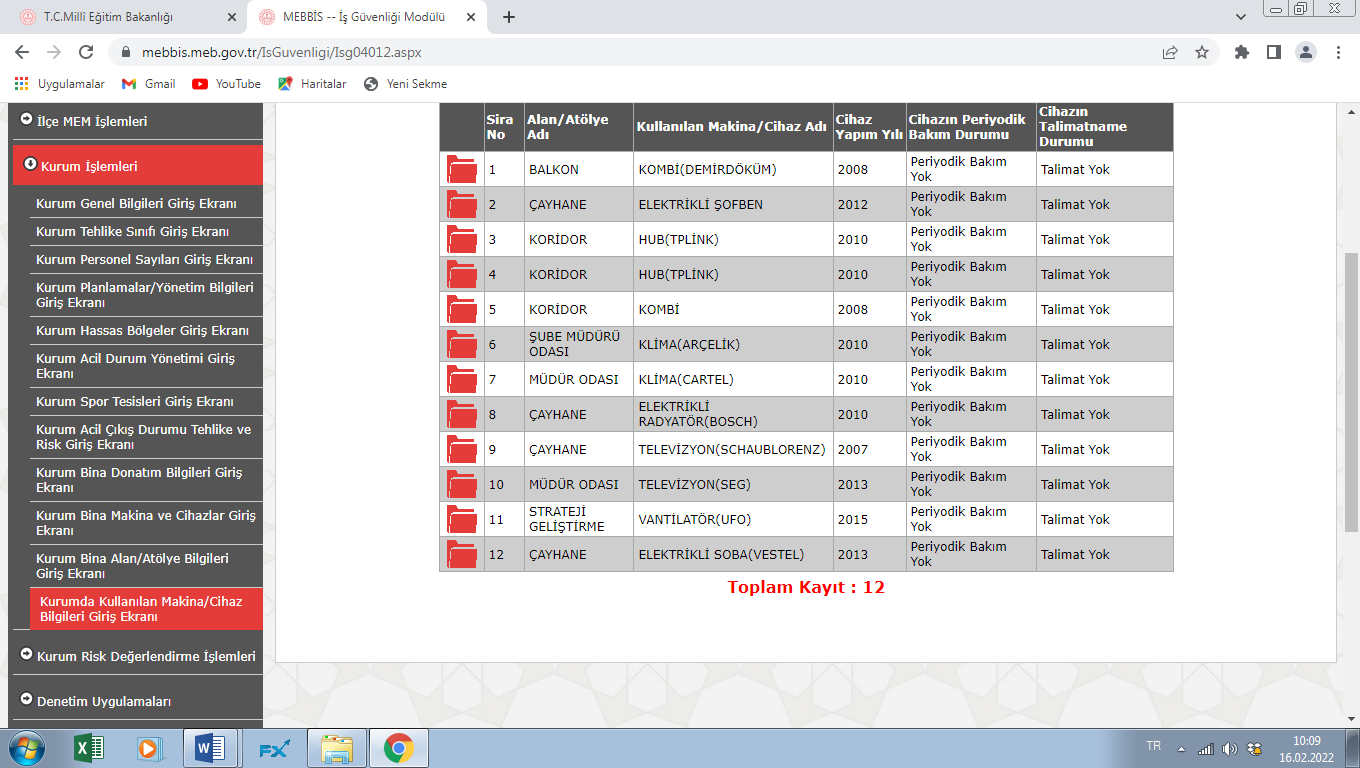 T.C.Millî Eğitim Bakanlığı
MEBBİS -- İş Güvenliği Modülü
mebbis.meb.gov.tr/IsGuvenligi/Isg04012.aspx
Uygulamalar
Gmail
YouTube
Haritalar
Yeni Sekme
İlçe MEM İşlemleri
Kurum İşlemleri
Kurum Genel Bilgileri Giriş Ekranı
Kurum Tehlike Sınıfı Giriş Ekranı
Kurum Personel Sayıları Giriş Ekranı
Kurum Planlamalar/Yönetim Bilgileri
Giriş Ekranı
Kurum Hassas Bölgeler Giriş Ekranı
Kurum Acil Durum Yönetimi Giriş
Ekranı
Kurum Spor Tesisleri Giriş Ekranı
Kurum Acil Çıkış Durumu Tehlike ve
Risk Giriş Ekranı
Kurum Bina Donatım Bilgileri Giriş
Ekranı
Kurum Bina Makina ve Cihazlar Giriş
Ekranı
Kurum Bina Alan/Atölye Bilgileri
Giriş Ekranı
Kurumda Kullanılan Makina/Cihaz
Bilgileri Giriş Ekranı
Kurum Risk Değerlendirme İşlemleri
Denetim Uygulamaları
Sira No Alan/Atölye Adı Kullanılan Makina/Cihaz Adı Cihaz Yapım Yılı Cihazın Periyodik Bakım Durumu Cihazın Talimatname Durumu
1 BALKON KOMBİ(DEMİRDÖKÜM) 2008 Periyodik Bakım Yok Talimat Yok
2 ÇAYHANE ELEKTRİKLİ ŞOFBEN 2012 Periyodik Bakım Yok Talimat Yok
3 KORİDOR HUB(TPLİNK) 2010 Periyodik Bakım Yok Talimat Yok
4 KORİDOR HUB(TPLİNK) 2010 Periyodik Bakım Yok Talimat Yok
5 KORİDOR KOMBİ 2008 Periyodik Bakım Yok Talimat Yok
6 ŞUBE MÜDÜRÜ ODASI KLİMA(ARÇELİK) 2010 Periyodik Bakım Yok Talimat Yok
7 MÜDÜR ODASI KLİMA(CARTEL) 2010 Periyodik Bakım Yok Talimat Yok
8 ÇAYHANE ELEKTRİKLİ RADYATÖR(BOSCH) 2010 Periyodik Bakım Yok Talimat Yok
9 ÇAYHANE TELEVİZYON(SCHAUBLORENZ) 2007 Periyodik Bakım Yok Talimat Yok
10 MÜDÜR ODASI TELEVİZYON(SEG) 2013 Periyodik Bakım Yok Talimat Yok
11 STRATEJİ GELİŞTİRME VANTİLATÖR(UFO) 2015 Periyodik Bakım Yok Talimat Yok
12 ÇAYHANE ELEKTRİKLİ SOBA(VESTEL) 2013 Periyodik Bakım Yok Talimat Yok
Toplam Kayıt : 12
FX
TR
10:09
16.02.2022